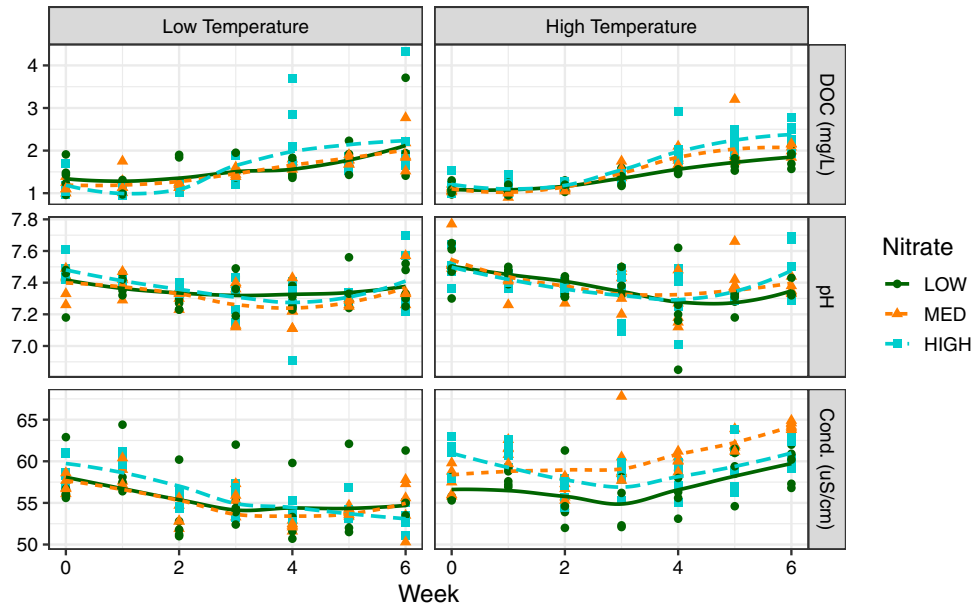 Low Temperature High Temperature
4
3
2
1
DOC (mg/L)
7.8
7.6
7.4
7.2
7.0
pH
65
60
55
50
Cond. (uS/cm)
0 2 4 6 0 2 4 6
Week
Nitrate
LOW
MED
HIGH